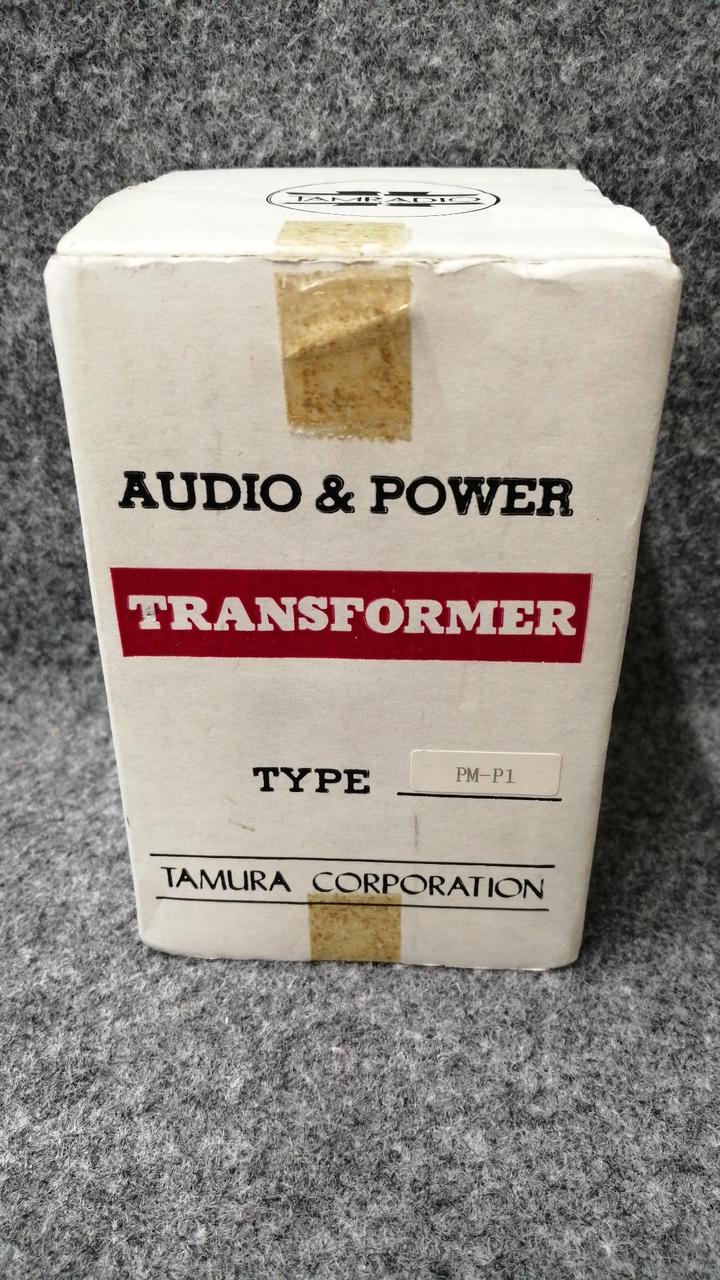 TAMRADIO
AUDIO & POWER
TRANSFORMER
TYPE PM-P1
TAMURA CORPORATION